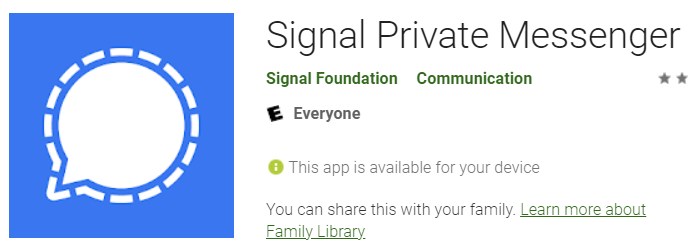 Signal Private Messenger
Signal Foundation Communication
E Everyone
This app is available for your device
You can share this with your family. Learn more about
Family Library